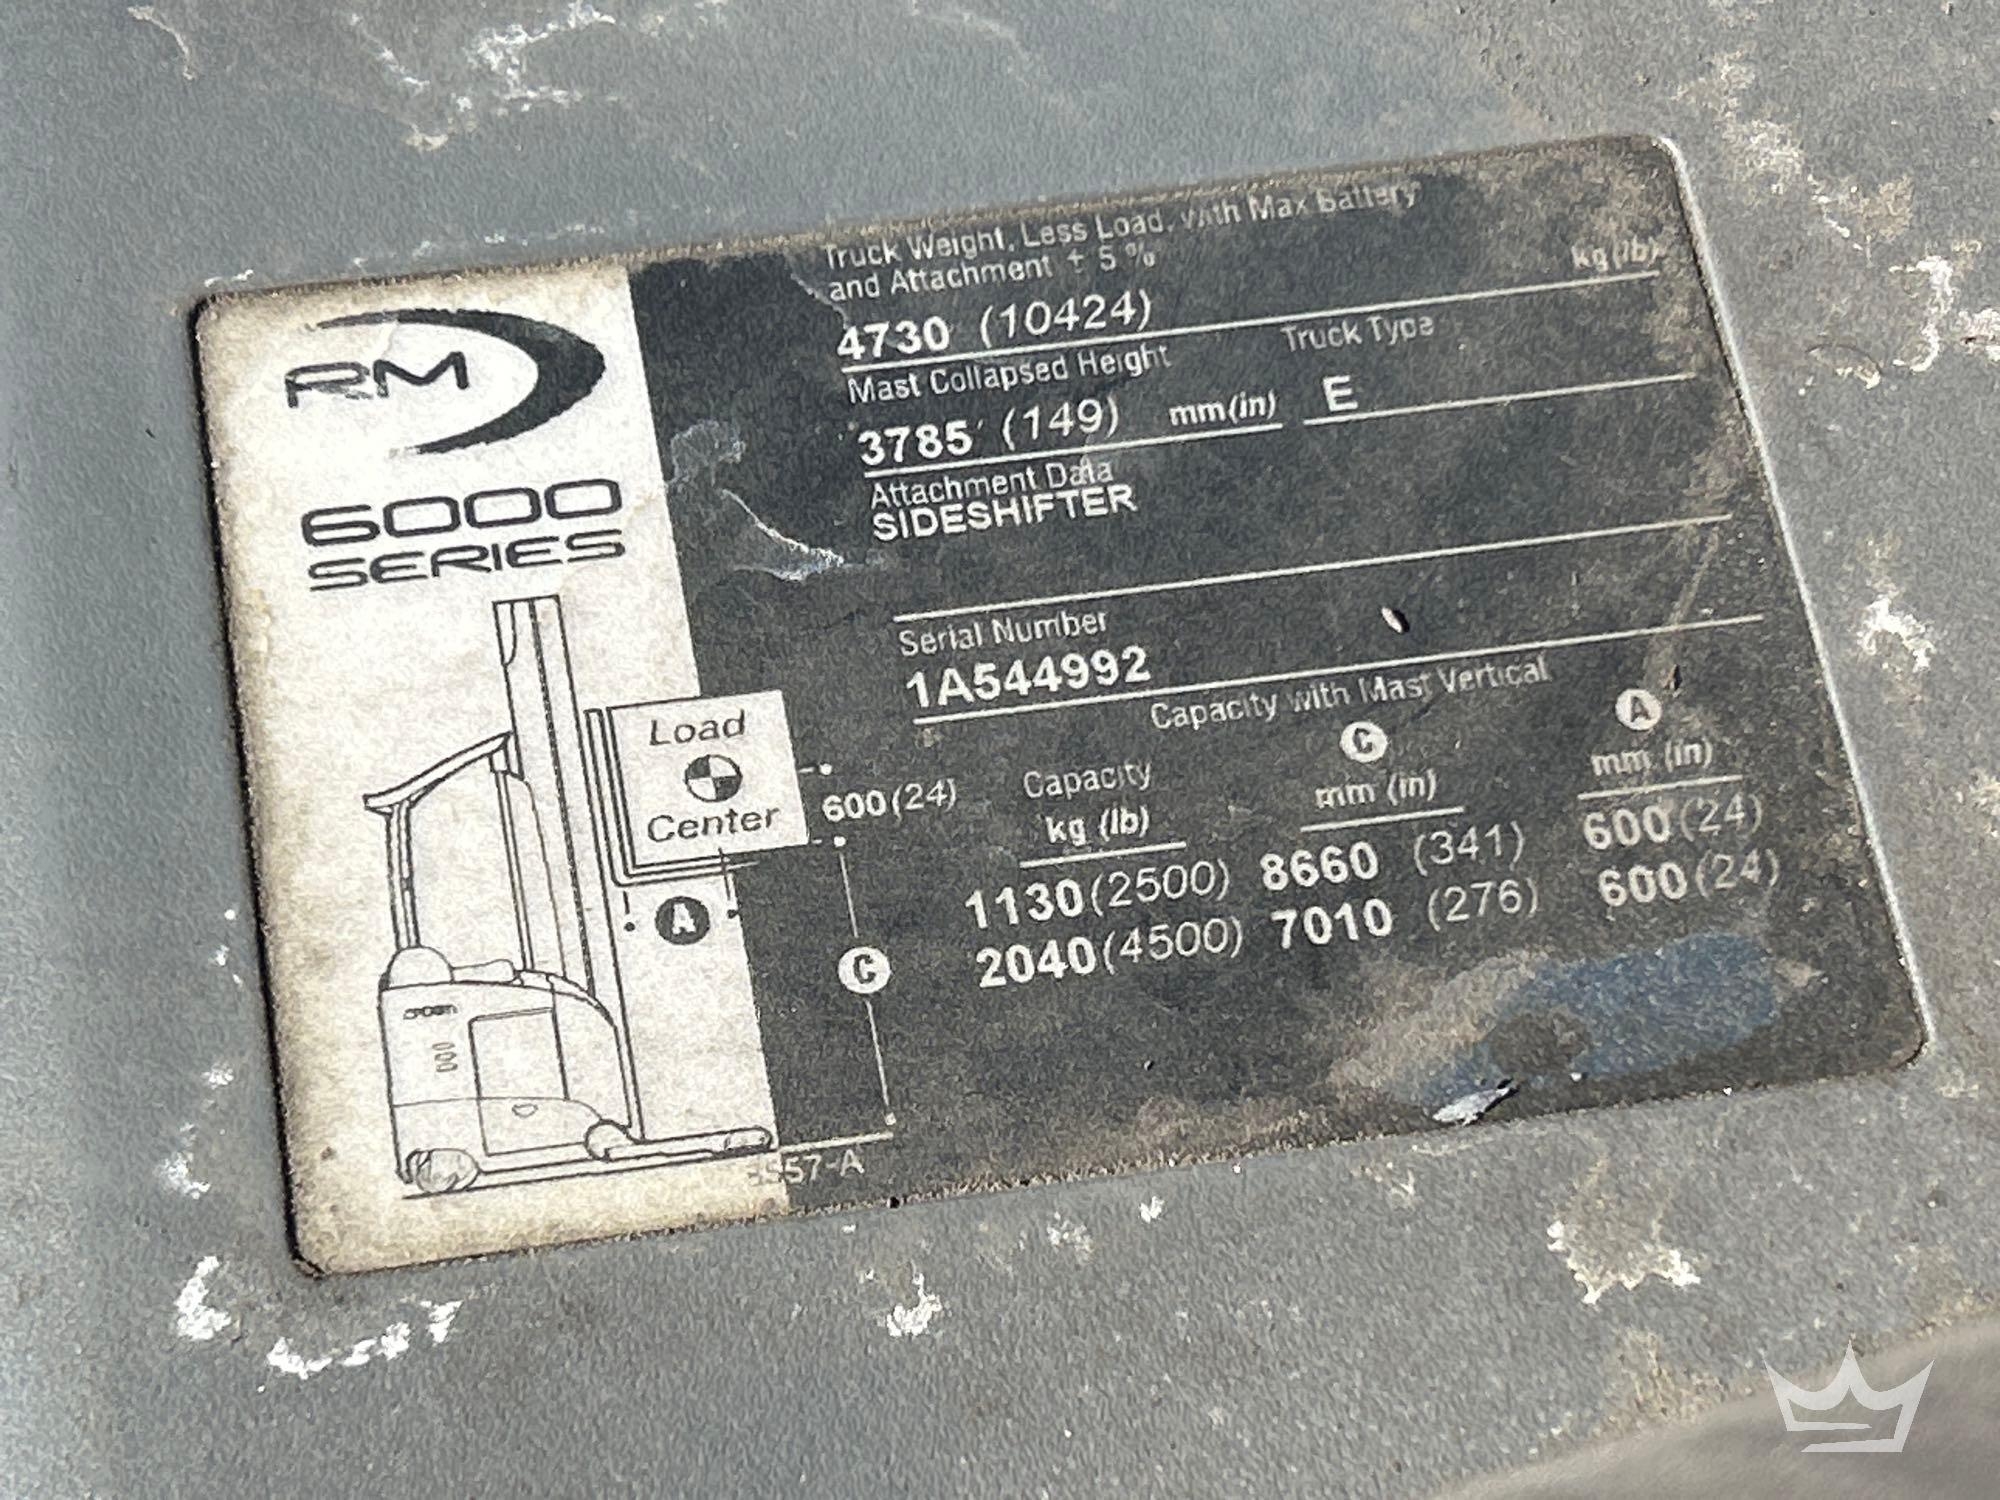 RM
6000
SERIES
Load
Center
600(24)
A
C
Truck Weight, Less Load, with Max Battery
and Attachment ± 5%
kg(lb)
4730 (10424)
Mast Collapsed Height
Truck Type
3785 (149) mm(in)
E
Attachment Data
SIDESHIFTER
Serial Number
1A544992
Capacity with Mast Vertical
Capacity
kg (lb)
C
mm (in)
A
mm (in)
1130(2500) 8660 (341) 600(24)
2040(4500) 7010 (276) 600(24)